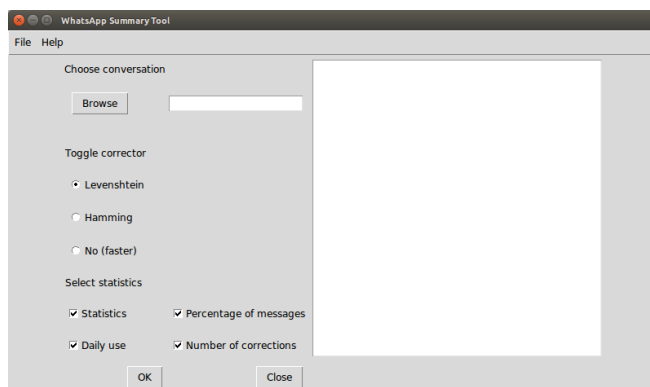 WhatsApp Summary Tool
File Help
Choose conversation
Browse
Toggle corrector
Levenshtein
Hamming
No (faster)
Select statistics
Statistics Percentage of messages
Daily use Number of corrections
OK Close